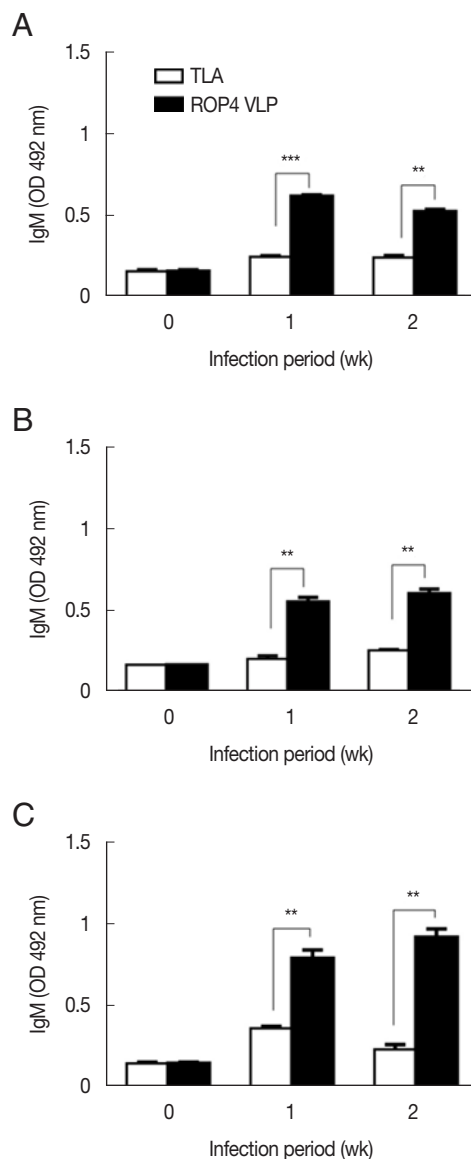 A
1.5
TLA
ROP4 VLP
1
***
**
0.5
0
IgM (OD 492 nm)
0 1 2
Infection period (wk)
B
1.5
1
**
**
0.5
0
IgM (OD 492 nm)
0 1 2
Infection period (wk)
C
1.5
**
**
1
0.5
0
IgM (OD 492 nm)
0 1 2
Infection period (wk)